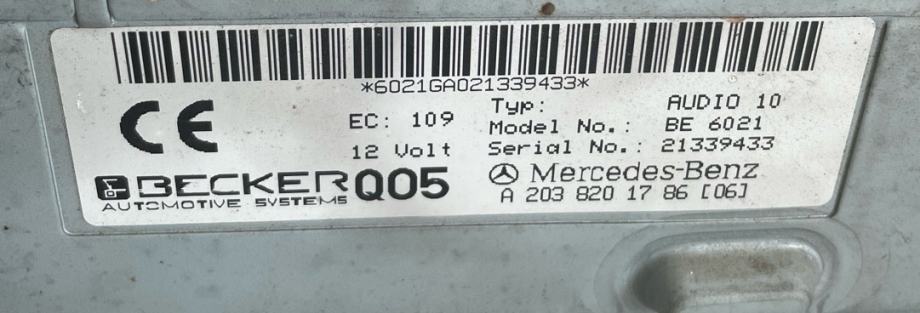 *6021GA021339433*
CE
EC: 109
12 Volt
BECKER Q05
AUTOMOTIVE SYSTEMS
Typ: AUDIO 10
Model No.: BE 6021
Serial No.: 21339433
Mercedes-Benz
A 203 820 17 86 [06]